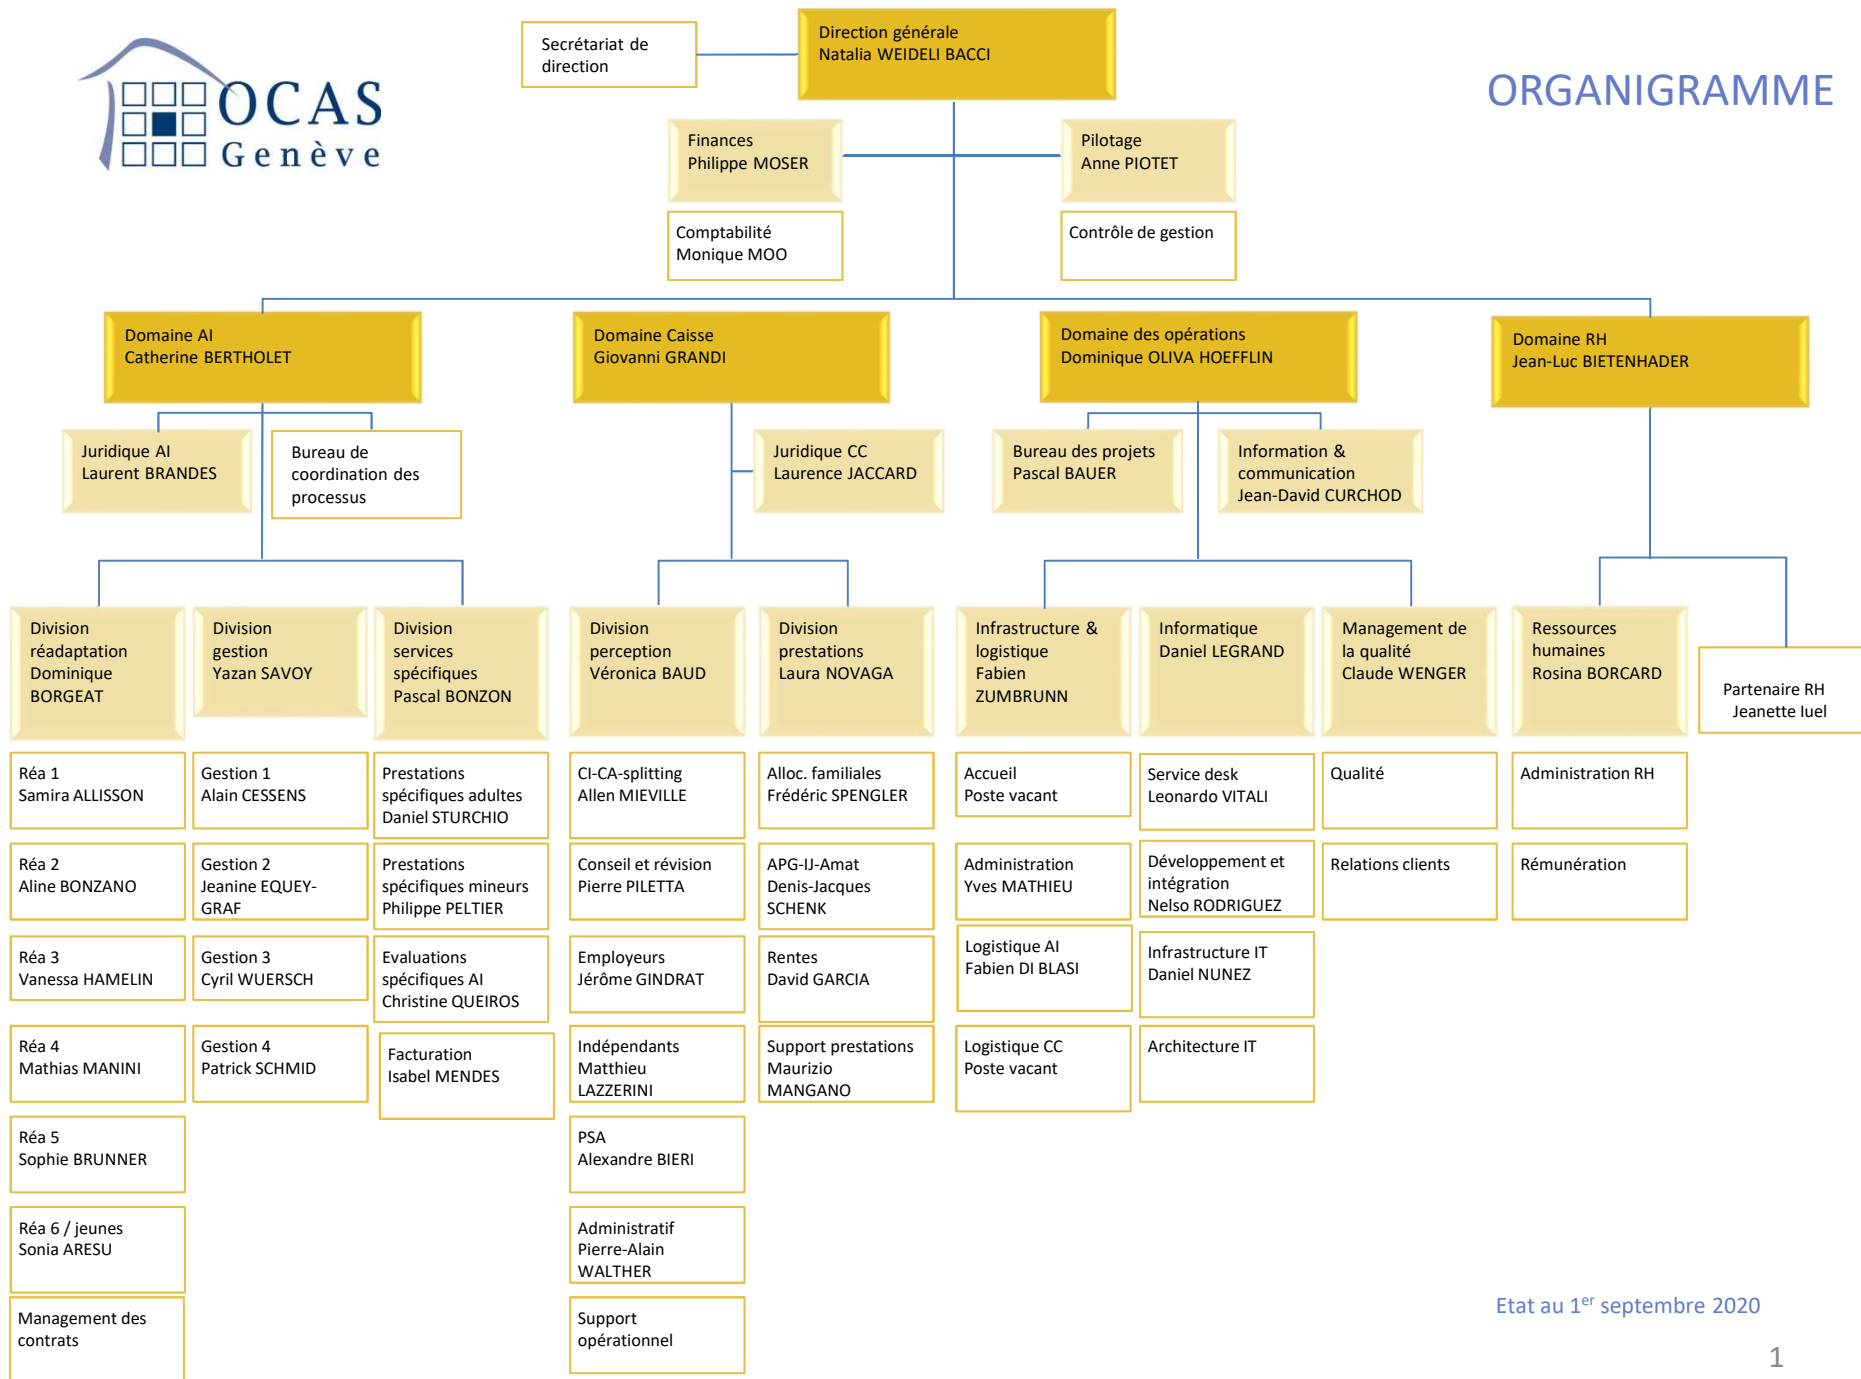 OCAS
Genève
ORGANIGRAMME
Secrétariat de
direction
Direction générale
Natalia WEIDELI BACCI
Finances
Philippe MOSER
Pilotage
Anne PIOTET
Comptabilité
Monique MOO
Contrôle de gestion
Domaine AI
Catherine BERTHOLET
Domaine Caisse
Giovanni GRANDI
Domaine des opérations
Dominique OLIVA HOEFFLIN
Domaine RH
Jean-Luc BIETENHADER
Juridique AI
Laurent BRANDES
Bureau de
coordination des
processus
Juridique CC
Laurence JACCARD
Bureau des projets
Pascal BAUER
Information &
communication
Jean-David CURCHOD
Division
réadaptation
Dominique
BORGEAT
Division
gestion
Yazan SAVOY
Division
services
spécifiques
Pascal BONZON
Division
perception
Véronica BAUD
Division
prestations
Laura NOVAGA
Infrastructure &
logistique
Fabien
ZUMBRUNN
Informatique
Daniel LEGRAND
Management de
la qualité
Claude WENGER
Ressources
humaines
Rosina BORCARD
Partenaire RH
Jeanette Iuel
Réa 1
Samira ALLISSON
Réa 2
Aline BONZANO
Réa 3
Vanessa HAMELIN
Réa 4
Mathias MANINI
Réa 5
Sophie BRUNNER
Réa 6 / jeunes
Sonia ARESU
Management des
contrats
Gestion 1
Alain CESSENS
Gestion 2
Jeanine EQUEY-
GRAF
Gestion 3
Cyril WUERSCH
Gestion 4
Patrick SCHMID
Prestations
spécifiques adultes
Daniel STURCHIO
Prestations
spécifiques mineurs
Philippe PELTIER
Evaluations
spécifiques AI
Christine QUEIROS
Facturation
Isabel MENDES
CI-CA-splitting
Allen MIEVILLE
Conseil et révision
Pierre PILETTA
Employeurs
Jérôme GINDRAT
Indépendants
Matthieu
LAZZERINI
PSA
Alexandre BIERI
Administratif
Pierre-Alain
WALTHER
Support
opérationnel
Alloc. familiales
Frédéric SPENGLER
APG-IJ-Amat
Denis-Jacques
SCHENK
Rentes
David GARCIA
Support prestations
Maurizio
MANGANO
Accueil
Poste vacant
Administration
Yves MATHIEU
Logistique AI
Fabien DI BLASI
Logistique CC
Poste vacant
Service desk
Leonardo VITALI
Développement et
intégration
Nelso RODRIGUEZ
Infrastructure IT
Daniel NUNEZ
Architecture IT
Qualité
Relations clients
Administration RH
Rémunération
Etat au 1er septembre 2020
1